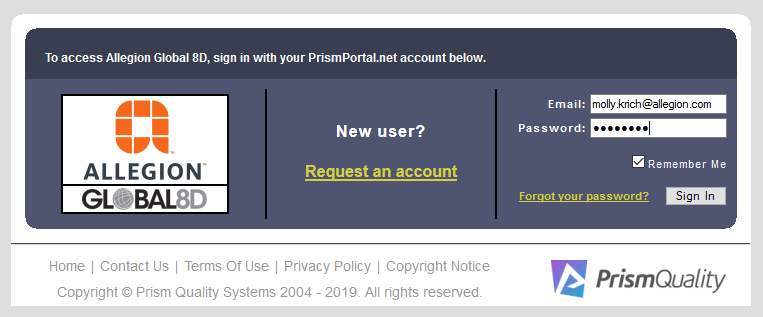 To access Allegion Global 8D, sign in with your PrismPortal.net account below.
ALLEGION™
GLOBAL8D
New user?
Request an account
Email: molly.krich@allegion.com
Password: ••••••••
Remember Me
Forgot your password? Sign In
Home | Contact Us | Terms Of Use | Privacy Policy | Copyright Notice
Copyright © Prism Quality Systems 2004 - 2019. All rights reserved.
PrismQuality